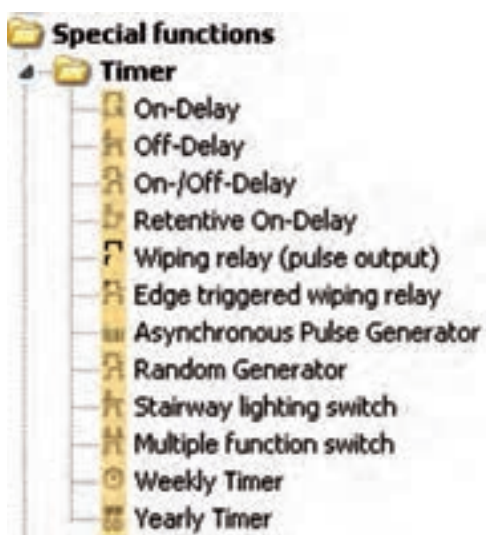 Special functions
Timer
On-Delay
Off-Delay
On-/Off-Delay
Retentive On-Delay
Wiping relay (pulse output)
Edge triggered wiping relay
Asynchronous Pulse Generator
Random Generator
Stairway lighting switch
Multiple function switch
Weekly Timer
Yearly Timer